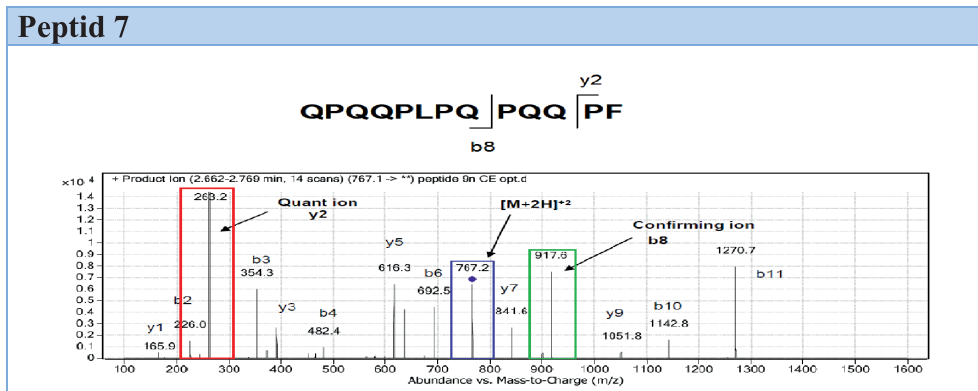 Peptid 7
y2
QPQQPLPQ PQQ PF
b8
+ Product Ion (2.662-2.769 min, 14 scans) (767.1 -> **) peptide 9n CE opt.d
×10 4
1.4
1.3
1.2
1.1
1
0.9
0.8
0.7
0.6
0.5
0.4
0.3
0.2
0.1
0
263.2
Quant ion
y2
[M+2H]+2
Confirming ion
b8
y1
165.9
b2
226.0
b3
354.3
y3
b4
482.4
y5
616.3
b6
692.5
767.2
y7
841.6
917.6
y9
1051.8
b10
1142.8
1270.7
b11
100 200 300 400 500 600 700 800 900 1000 1100 1200 1300 1400 1500 1600
Abundance vs. Mass-to-Charge (m/z)